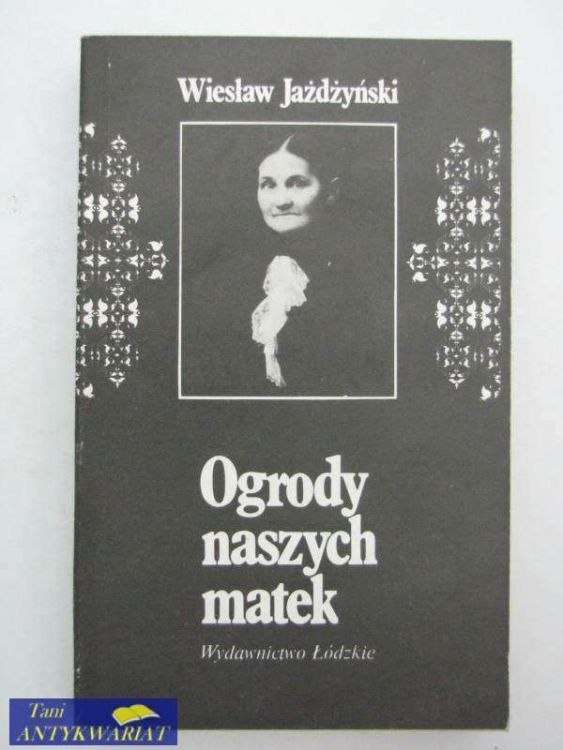 Wiesław Jażdżyński
Ogrody
naszych
matek
Wydawnictwo Łódzkie
Tani
ANTYKWARIAT